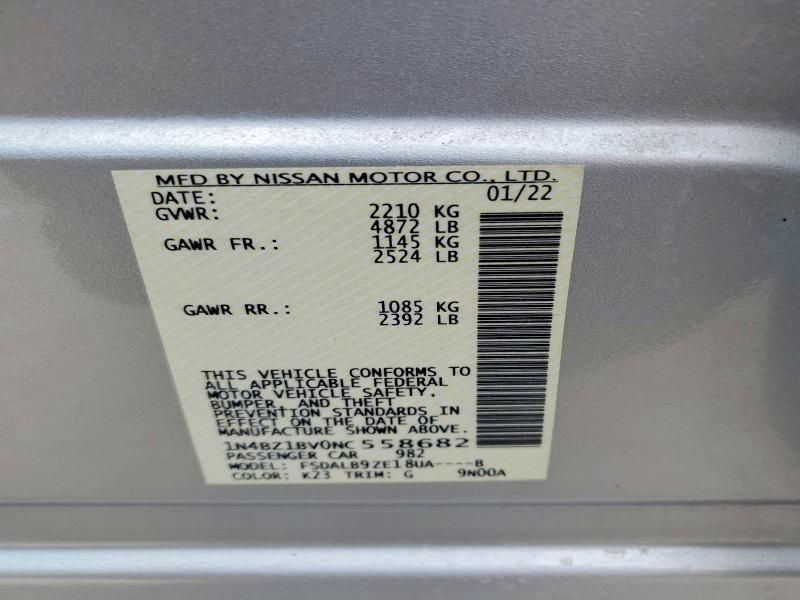 MFD BY NISSAN MOTOR CO., LTD.
DATE: 01/22
GVWR: 2210 KG
4872 LB
GAWR FR.: 1145 KG
2524 LB
GAWR RR.: 1085 KG
2392 LB
THIS VEHICLE CONFORMS TO
ALL APPLICABLE FEDERAL
MOTOR VEHICLE SAFETY,
BUMPER, AND THEFT
PREVENTION STANDARDS IN
EFFECT ON THE DATE OF
MANUFACTURE SHOWN ABOVE.
1N4BZ1BV0NC558682
PASSENGER CAR 982
MODEL: FSDALB9ZE18UA----B
COLOR: K23 TRIM: G 9N00A